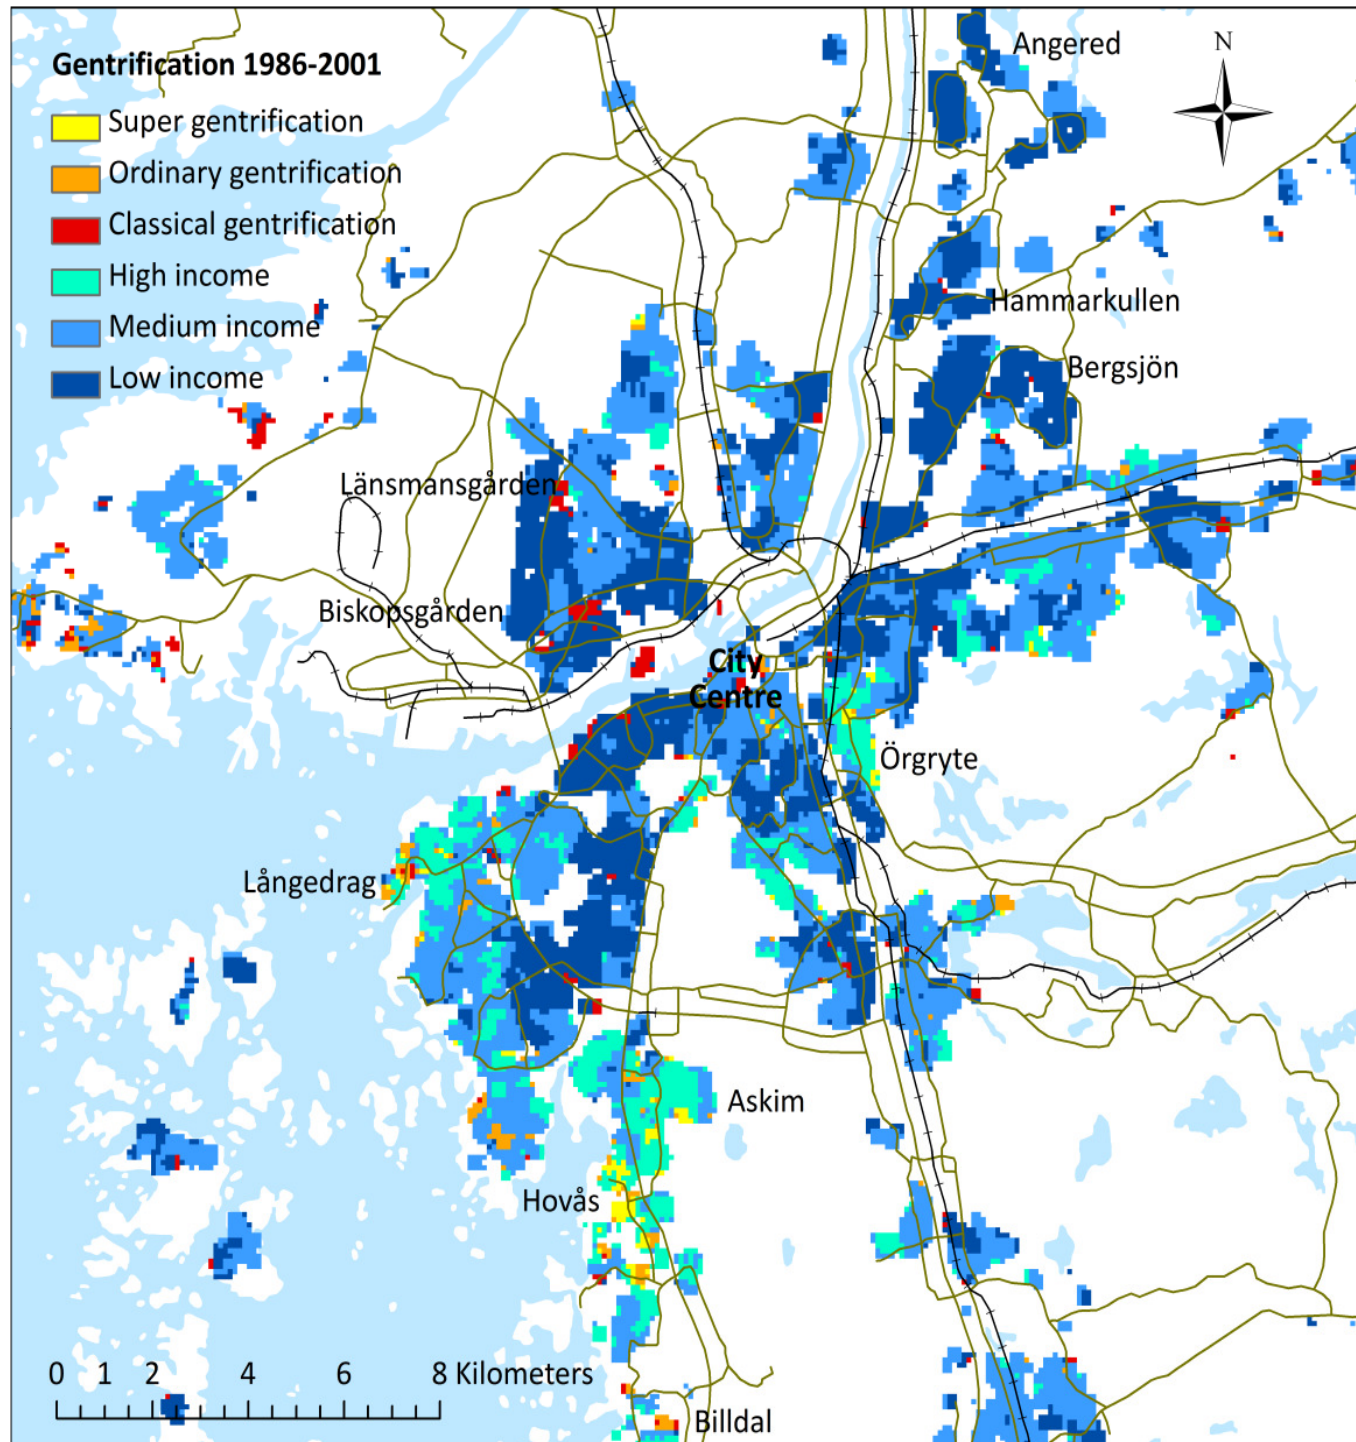 Gentrification 1986-2001
Super gentrification
Ordinary gentrification
Classical gentrification
High income
Medium income
Low income
N
Angered
Hammarkullen
Bergsjön
Länsmansgården
Biskopsgården
City
Centre
Örgryte
Långedrag
Askim
Hovås
Billdal
0 1 2 4 6 8 Kilometers